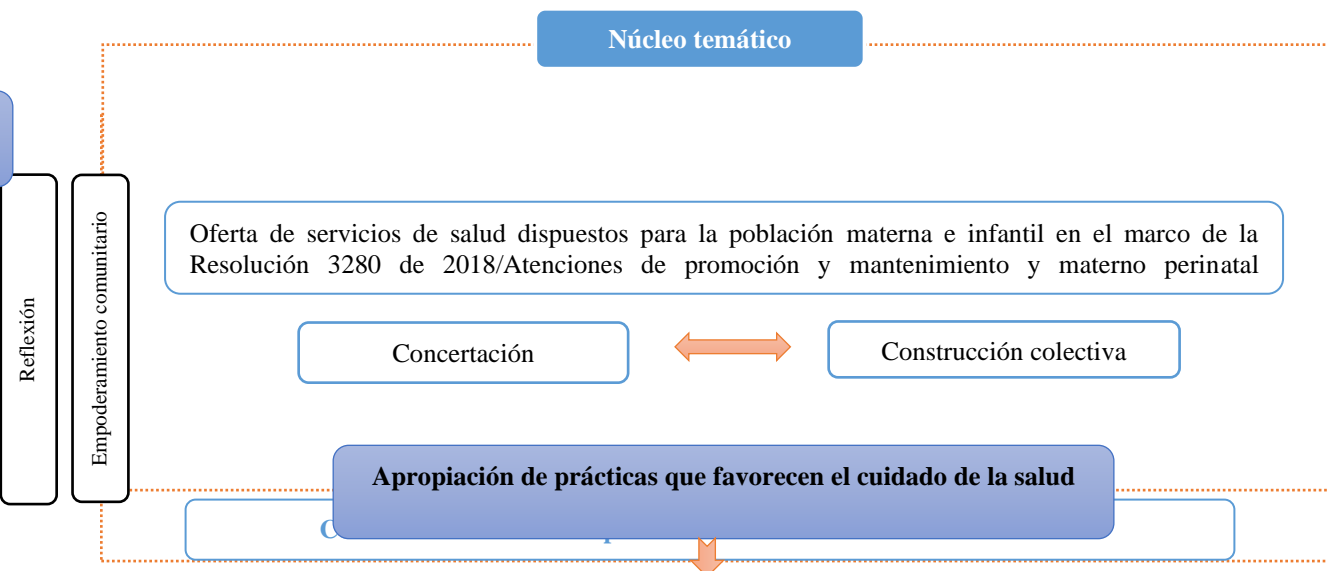 Núcleo temático
Reflexión
Empoderamiento comunitario
Oferta de servicios de salud dispuestos para la población materna e infantil en el marco de la
Resolución 3280 de 2018/Atenciones de promoción y mantenimiento y materno perinatal
Concertación
Construcción colectiva
Apropiación de prácticas que favorecen el cuidado de la salud